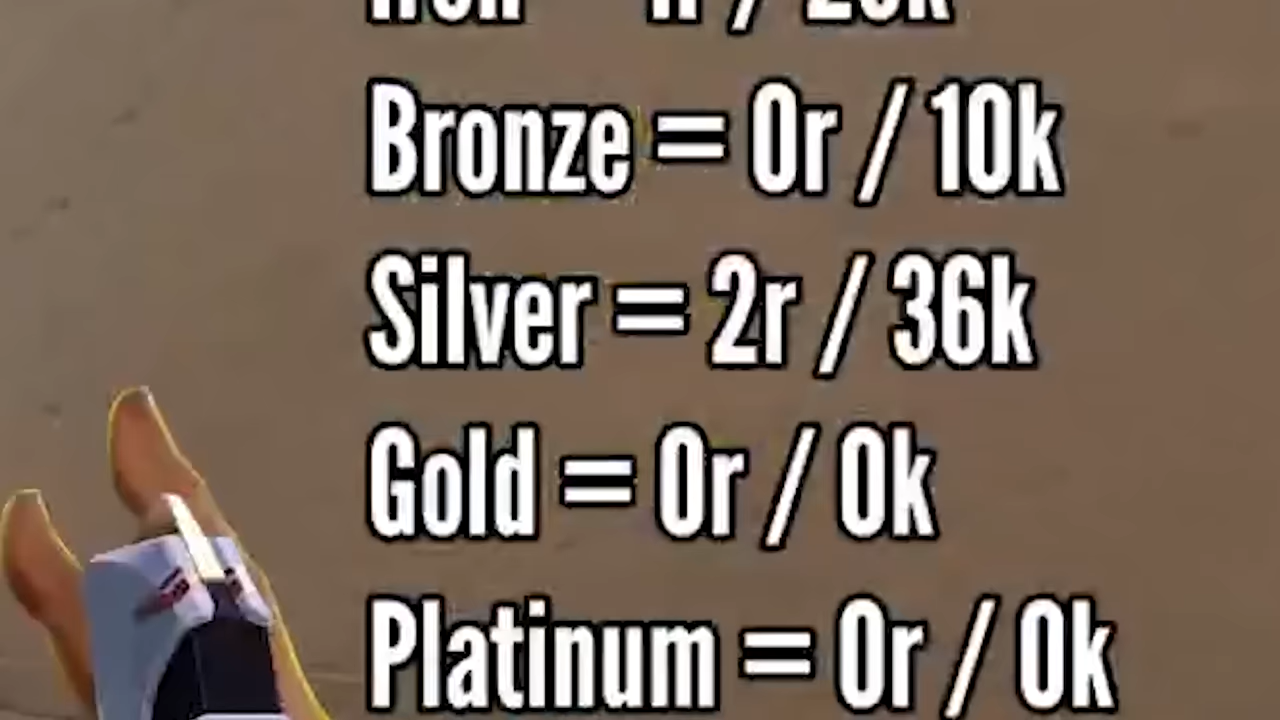 Bronze = 0r / 10k
Silver = 2r / 36k
Gold = 0r / 0k
Platinum = 0r / 0k